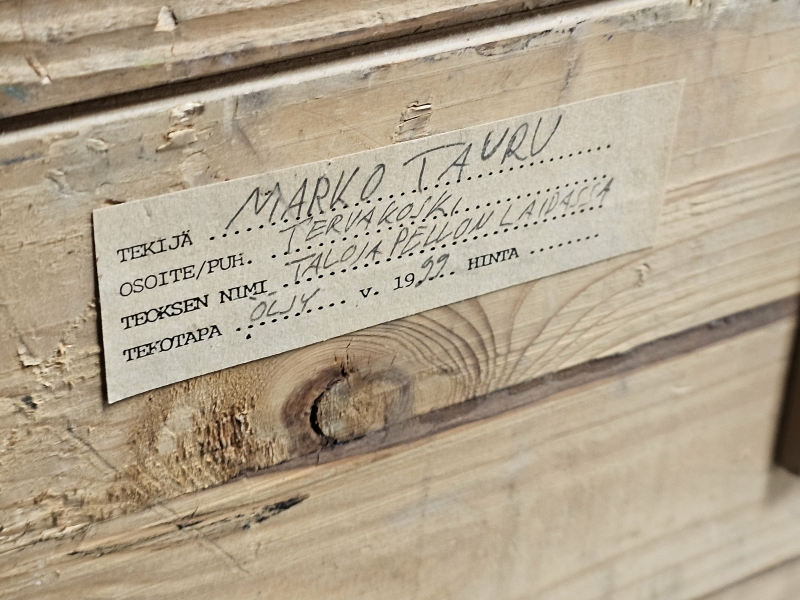 TEKIJÄ MARKO TAURU
OSOITE/PUH. TERVAKOSKI
TEOKSEN NIMI TALOJA PELLON LAIDASSA
TEKOTAPA ÖLJY v. 1999 HINTA